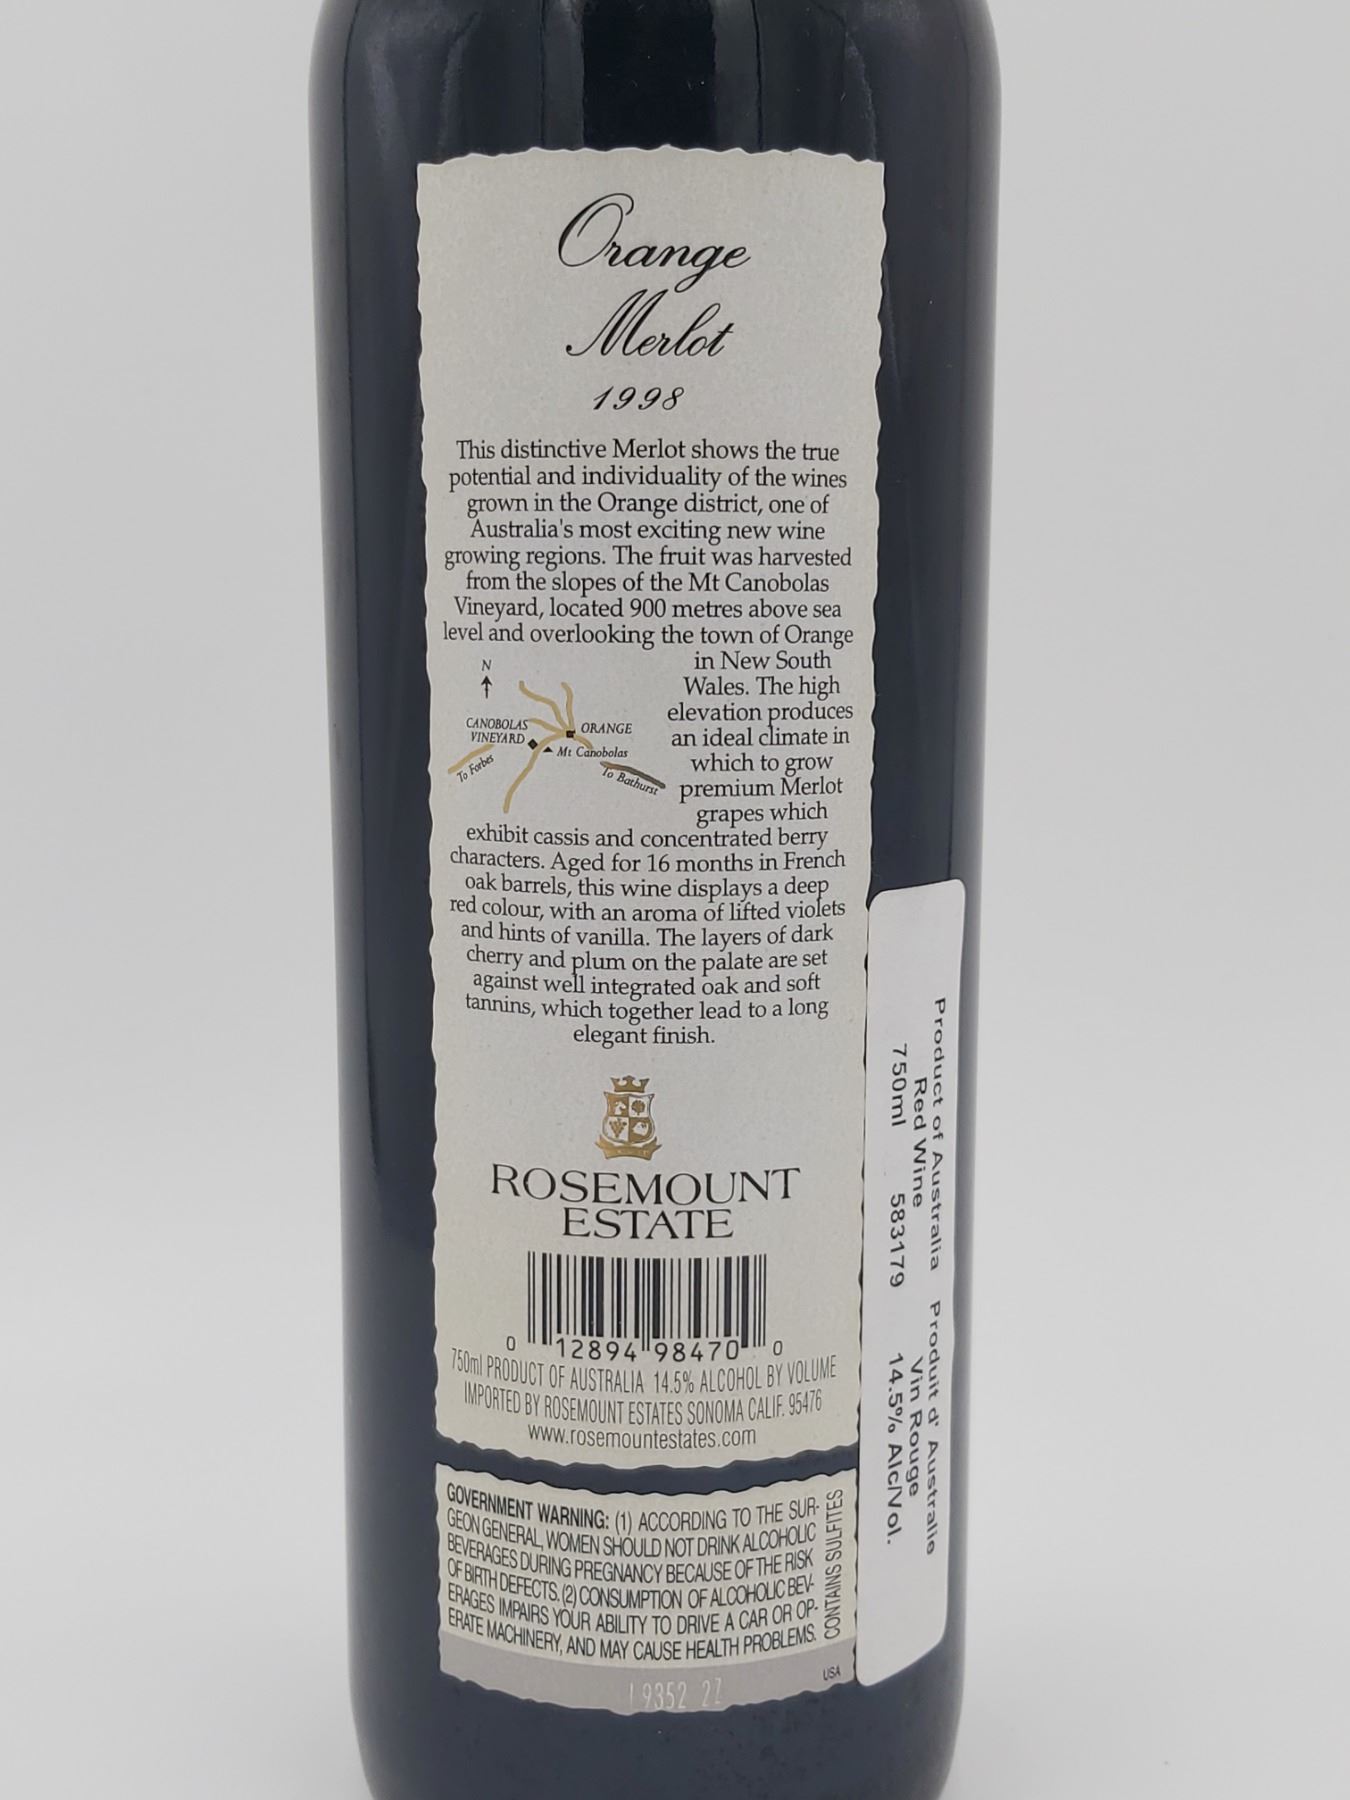 Orange
Merlot
1998
This distinctive Merlot shows the true
potential and individuality of the wines
grown in the Orange district, one of
Australia's most exciting new wine
growing regions. The fruit was harvested
from the slopes of the Mt Canobolas
Vineyard, located 900 metres above sea
level and overlooking the town of Orange
in New South
Wales. The high
elevation produces
an ideal climate in
which to grow
premium Merlot
grapes which
N
CANOBOLAS
VINEYARD
ORANGE
Mt Canobolas
To Forbes
To Bathurst
exhibit cassis and concentrated berry
characters. Aged for 16 months in French
oak barrels, this wine displays a deep
red colour, with an aroma of lifted violets
and hints of vanilla. The layers of dark
cherry and plum on the palate are set
against well integrated oak and soft
tannins, which together lead to a long
elegant finish.
ROSEMOUNT
ESTATE
0 12894 98470 0
750ml PRODUCT OF AUSTRALIA 14.5% ALCOHOL BY VOLUME
IMPORTED BY ROSEMOUNT ESTATES SONOMA CALIF. 95476
www.rosemountestates.com
GOVERNMENT WARNING: (1) ACCORDING TO THE SUR-
GEON GENERAL, WOMEN SHOULD NOT DRINK ALCOHOLIC
BEVERAGES DURING PREGNANCY BECAUSE OF THE RISK
OF BIRTH DEFECTS. (2) CONSUMPTION OF ALCOHOLIC BEV-
ERAGES IMPAIRS YOUR ABILITY TO DRIVE A CAR OR OP-
ERATE MACHINERY, AND MAY CAUSE HEALTH PROBLEMS.
CONTAINS SULFITES
USA
9352
Product of Australia Produit d' Australie
Red Wine Vin Rouge
750ml 583179 14.5% Alc/Vol.